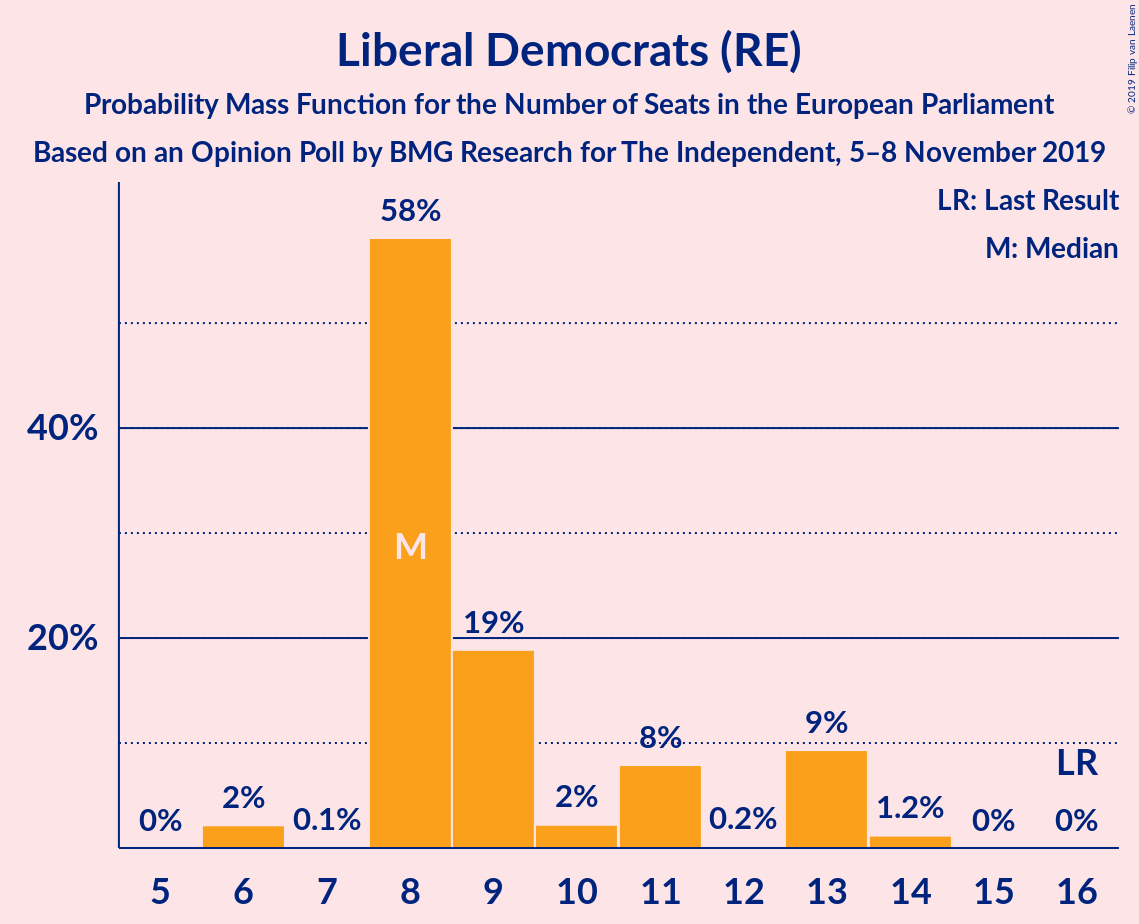 Liberal Democrats (RE)
Probability Mass Function for the Number of Seats in the European Parliament
Based on an Opinion Poll by BMG Research for The Independent, 5–8 November 2019
© 2019 Filip van Laenen
LR: Last Result
M: Median
58%
40%
M
19%
20%
9%
8%
LR
2%
2%
1.2%
0%
0.1%
0.2%
0%
0%
5 6 7 8 9 10 11 12 13 14 15 16